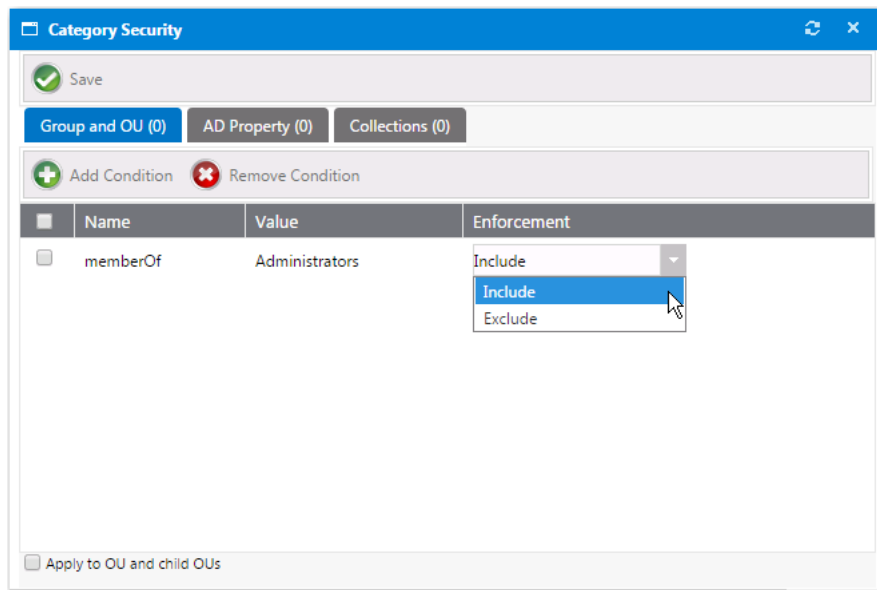 Category Security
Save
Group and OU (0) AD Property (0) Collections (0)
Add Condition Remove Condition
Name Value Enforcement
memberOf Administrators Include
Include
Exclude
Apply to OU and child OUs